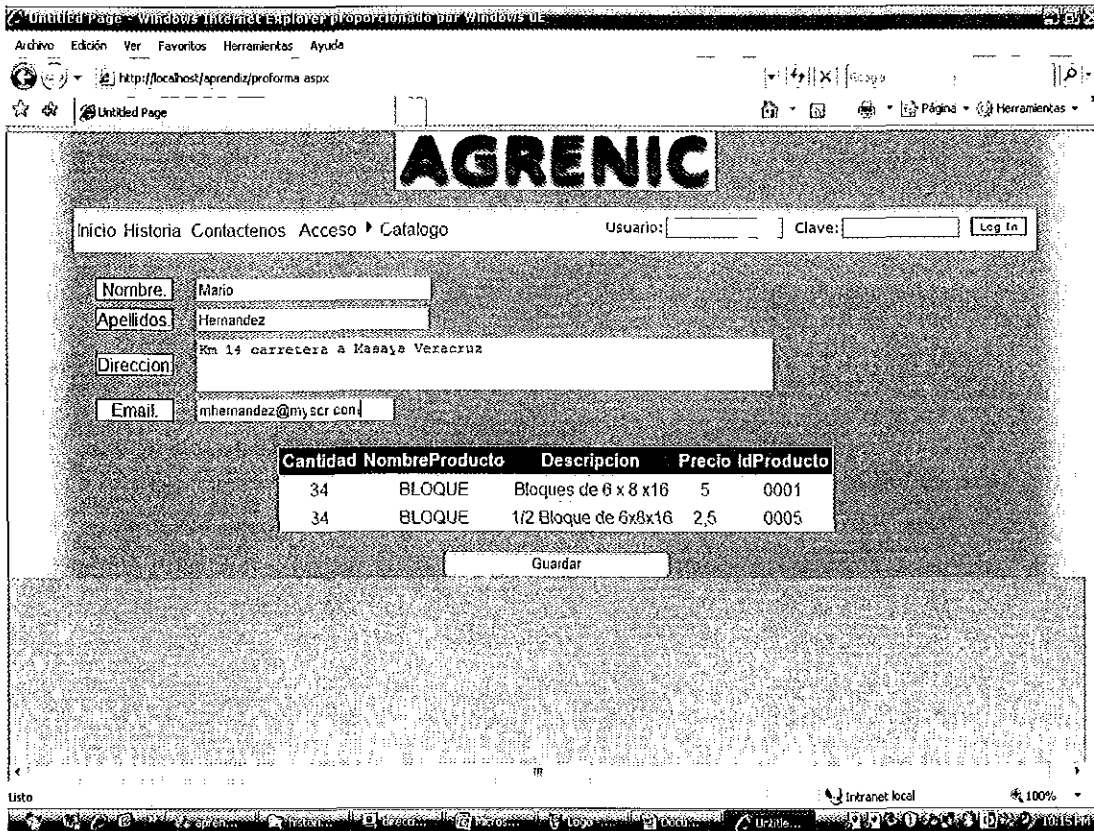 Untitled Page - Windows Internet Explorer proporcionado por Windows uE
Archivo Edición Ver Favoritos Herramientas Ayuda
http://localhost/aprendiz/proforma aspx
Untitled Page
Página Herramientas
AGRENIC
Inicio Historia Contactenos Acceso Catalogo Usuario: Clave: Log In
Nombre. Mario
Apellidos. Hernandez
Direccion Km 14 carretera a Masaya Veracruz
Email.
Cantidad NombreProducto Descripcion Precio IdProducto
34 BLOQUE Bloques de 6 x 8 x16 5 0001
34 BLOQUE 1/2 Bloque de 6x8x16 2,5 0005
Guardar
Listo Intranet local 100%